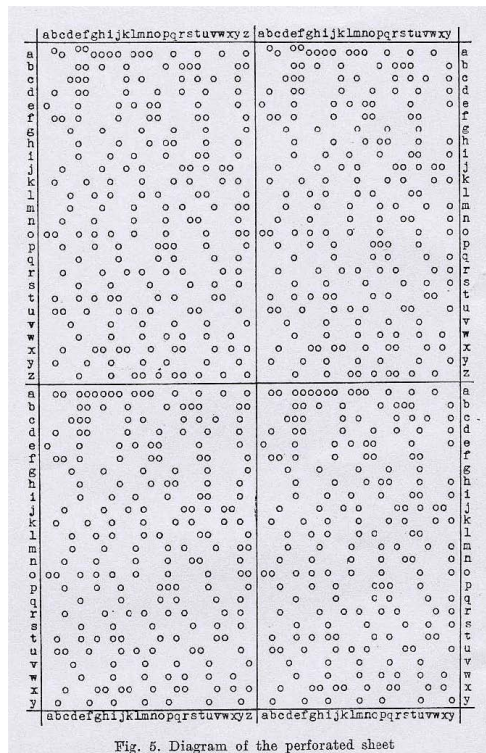 abcdefghijklmnopqrstuvwxyz abcdefghijklmnopqrstuvwxy
a a
b b
c c
d d
e e
f f
g g
h h
i i
j j
k k
l l
m m
n n
o o
p p
q q
r r
s s
t t
u u
v v
w w
x x
y y
z z
a a
b b
c c
d d
e e
f f
g g
h h
i i
j j
k k
l l
m m
n n
o o
p p
q q
r r
s s
t t
u u
v v
w w
x x
y y
abcdefghijklmnopqrstuvwxyz abcdefghijklmnopqrstuvwxy
Fig. 5. Diagram of the perforated sheet